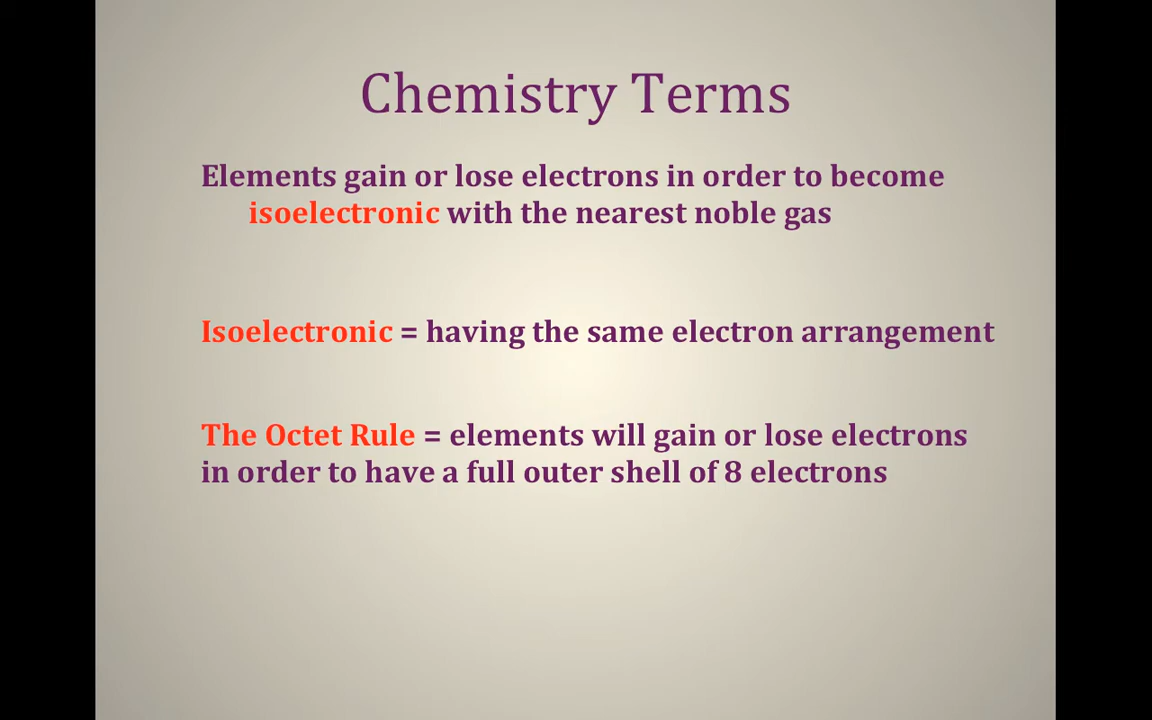 Chemistry Terms
Elements gain or lose electrons in order to become
isoelectronic with the nearest noble gas
Isoelectronic = having the same electron arrangement
The Octet Rule = elements will gain or lose electrons
in order to have a full outer shell of 8 electrons